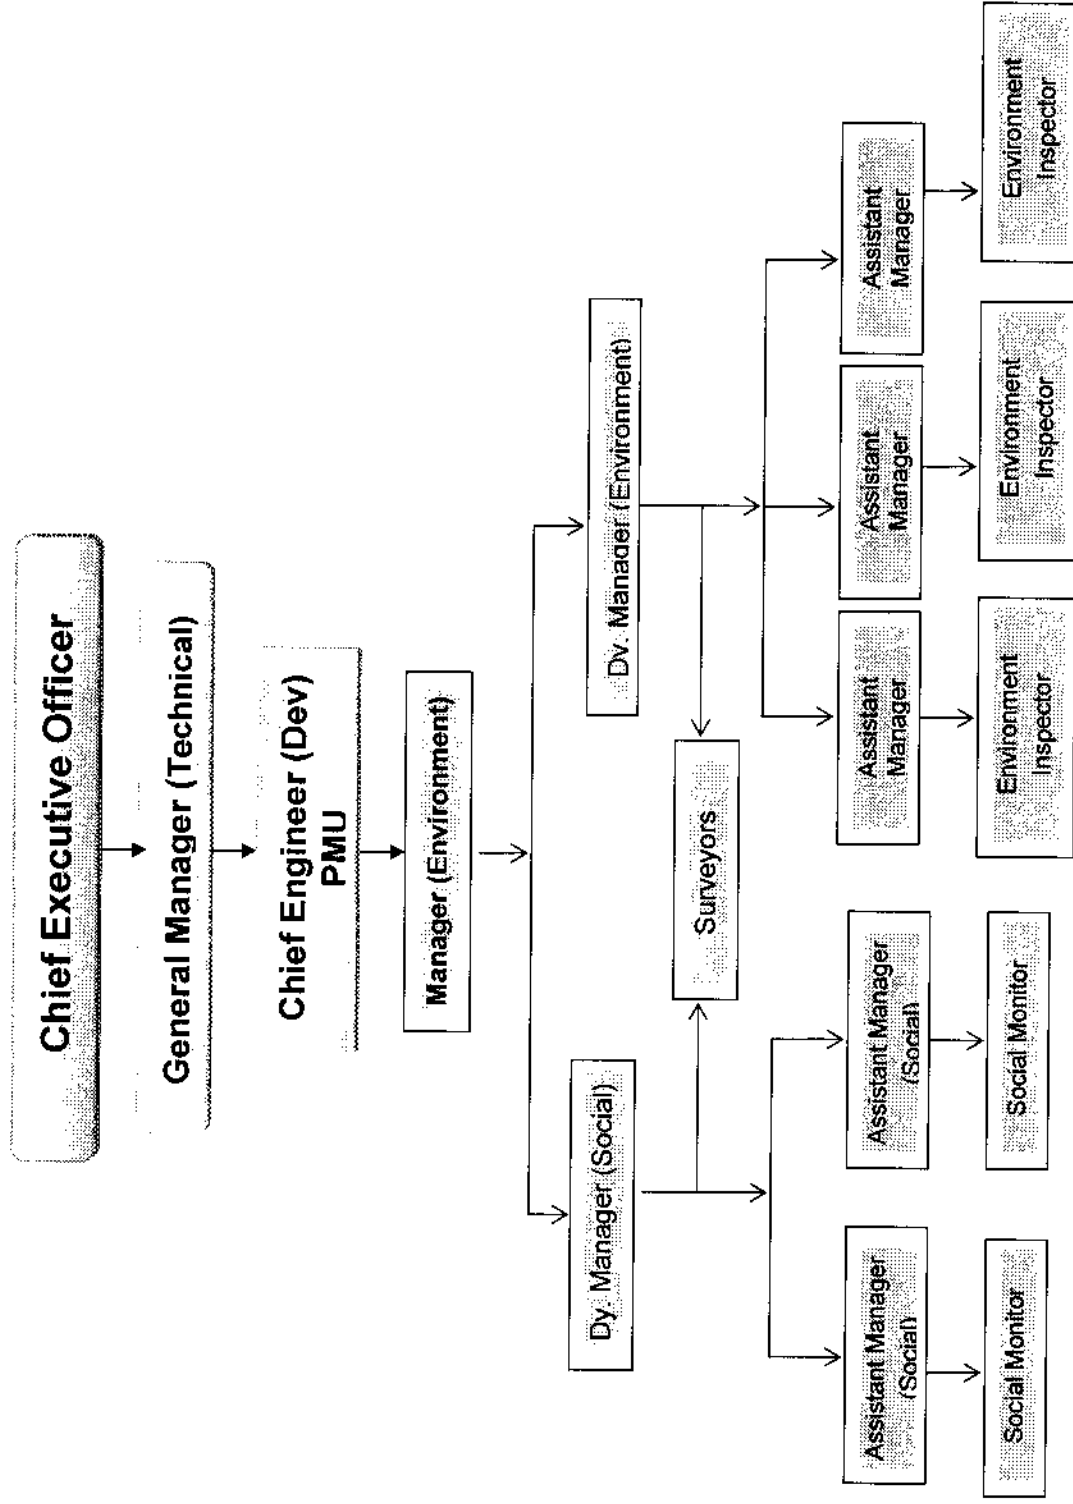 Chief Executive Officer
General Manager (Technical)
Chief Engineer (Dev)
PMU
Manager (Environment)
Dy. Manager (Social)
Dv. Manager (Environment)
Surveyors
Assistant Manager
(Social)
Assistant Manager
(Social)
Assistant
Manager
Assistant
Manager
Assistant
Manager
Social Monitor
Social Monitor
Environment
Inspector
Environment
Inspector
Environment
Inspector